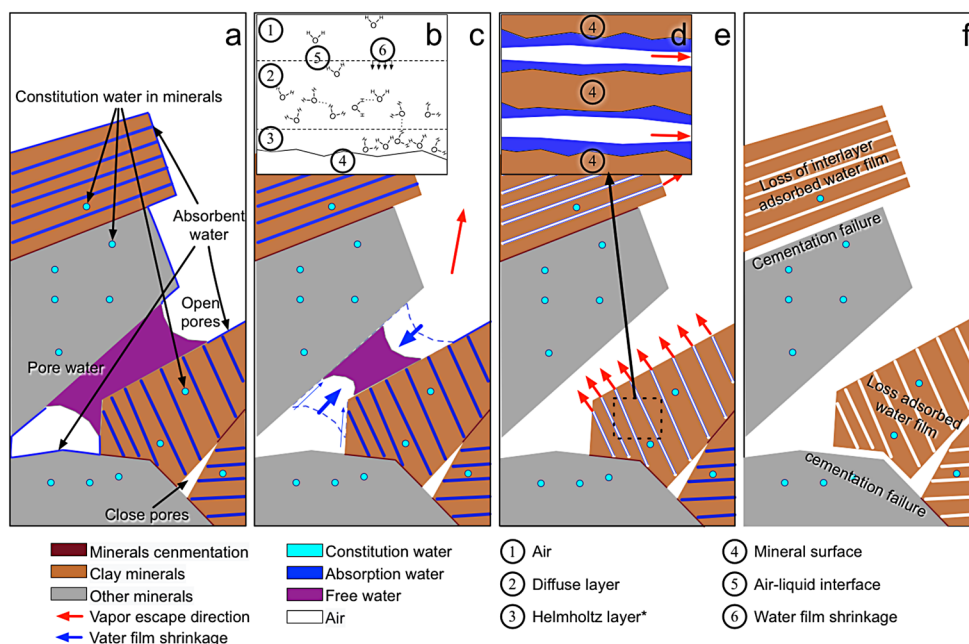 a
b
c
d
e
f
1
5
6
2
3
4
4
4
4
Constitution water in minerals
Absorbent
water
Open
pores
Pore water
Close pores
Loss of interlayer
adsorbed water film
Cementation failure
Loss adsorbed
water film
cementation failure
Minerals cenmentation
Clay minerals
Other minerals
Vapor escape direction
Vater film shrinkage
Constitution water
Absorption water
Free water
Air
1 Air
2 Diffuse layer
3 Helmholtz layer*
4 Mineral surface
5 Air-liquid interface
6 Water film shrinkage